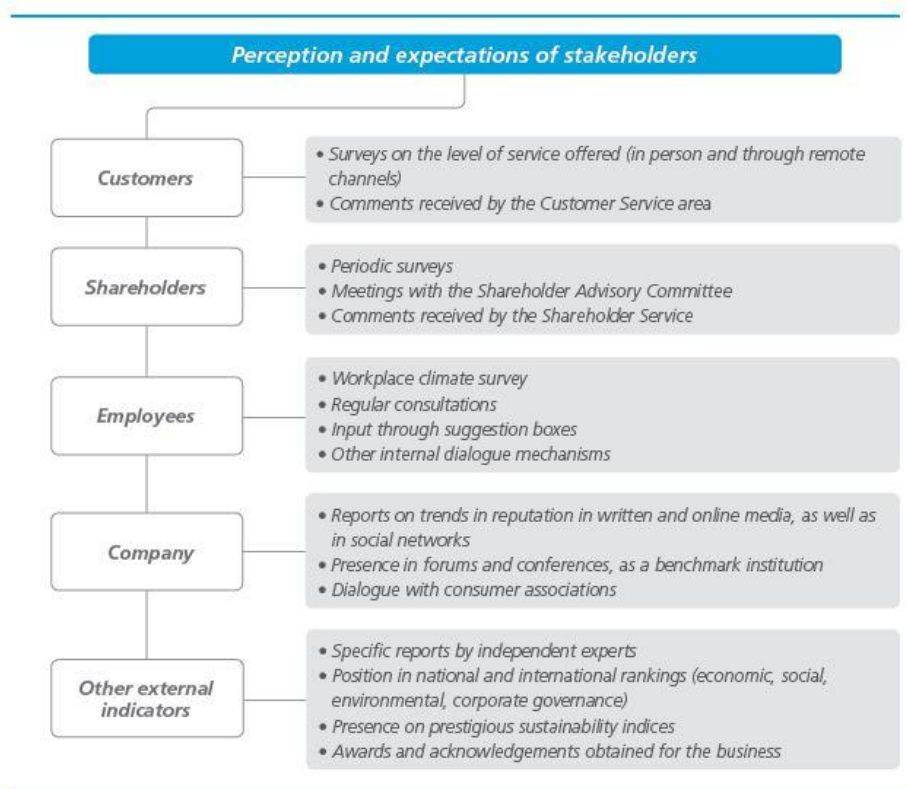 Perception and expectations of stakeholders
Customers
• Surveys on the level of service offered (in person and through remote
channels)
• Comments received by the Customer Service area
Shareholders
• Periodic surveys
• Meetings with the Shareholder Advisory Committee
• Comments received by the Shareholder Service
Employees
• Workplace climate survey
• Regular consultations
• Input through suggestion boxes
• Other internal dialogue mechanisms
Company
• Reports on trends in reputation in written and online media, as well as
in social networks
• Presence in forums and conferences, as a benchmark institution
• Dialogue with consumer associations
Other external
indicators
• Specific reports by independent experts
• Position in national and international rankings (economic, social,
environmental, corporate governance)
• Presence on prestigious sustainability indices
• Awards and acknowledgements obtained for the business